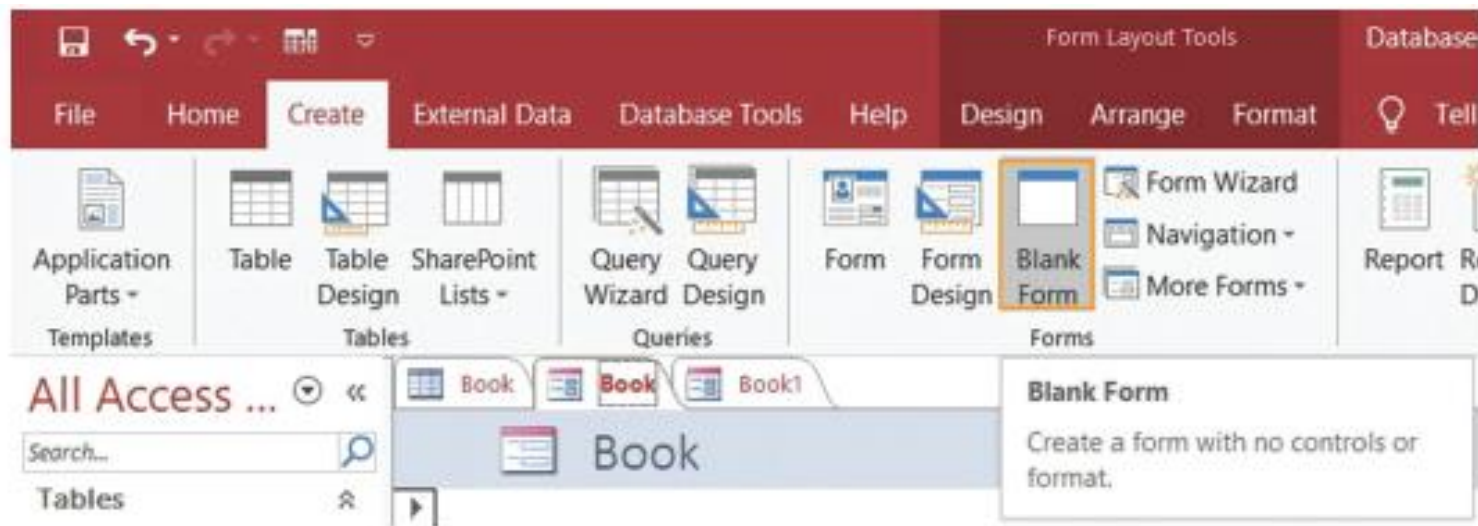 Form Layout Tools
Database
File Home Create External Data Database Tools Help Design Arrange Format Tell
Application Parts
Table
Table Design
SharePoint Lists
Query Wizard
Query Design
Form
Form Design
Blank Form
Form Wizard
Navigation
More Forms
Report
Templates
Tables
Queries
Forms
All Access ...
Book
Book
Book1
Search...
Book
Tables
Blank Form
Create a form with no controls or
format.